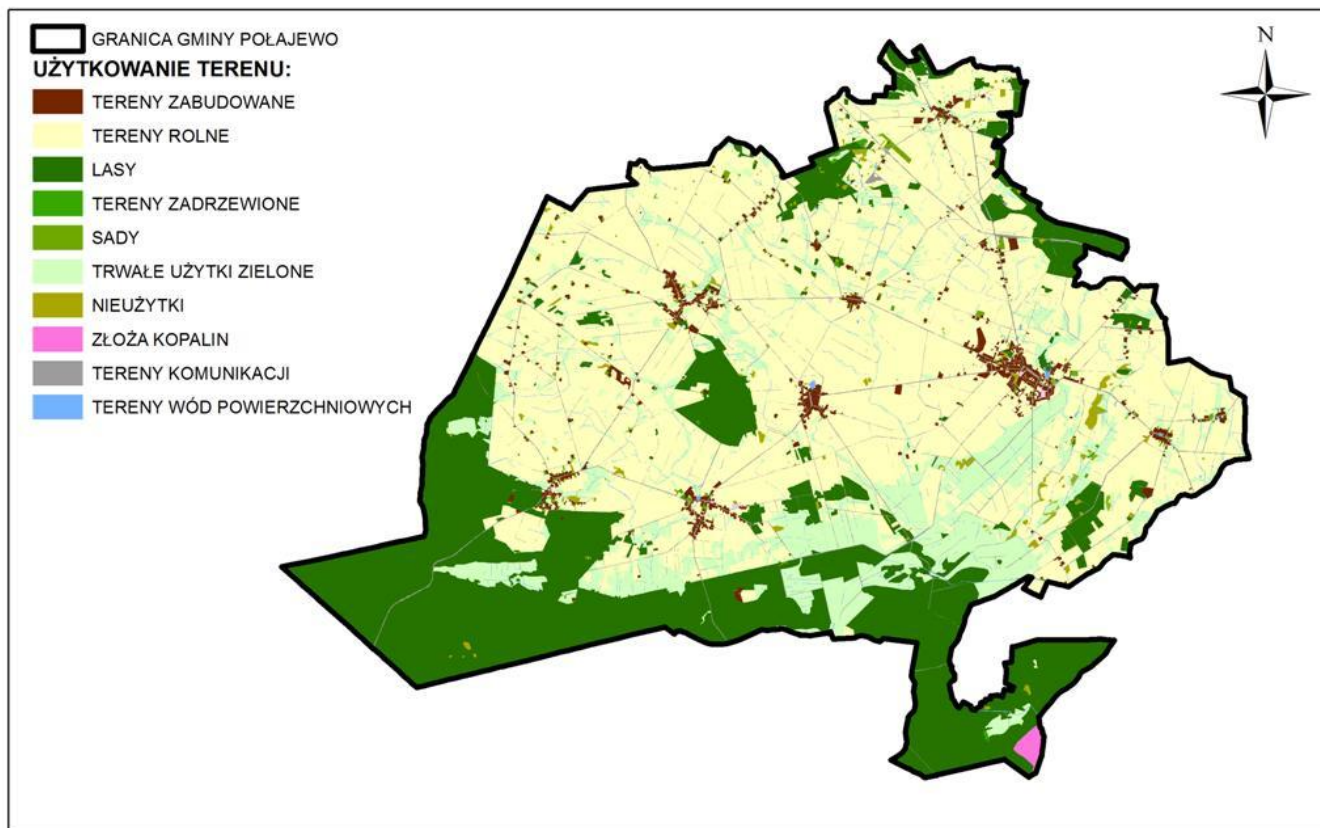 GRANICA GMINY POŁAJEWO
UŻYTKOWANIE TERENU:
TERENY ZABUDOWANE
TERENY ROLNE
LASY
TERENY ZADRZEWIONE
SADY
TRWAŁE UŻYTKI ZIELONE
NIEUŻYTKI
ZŁOŻA KOPALIN
TERENY KOMUNIKACJI
TERENY WÓD POWIERZCHNIOWYCH
N